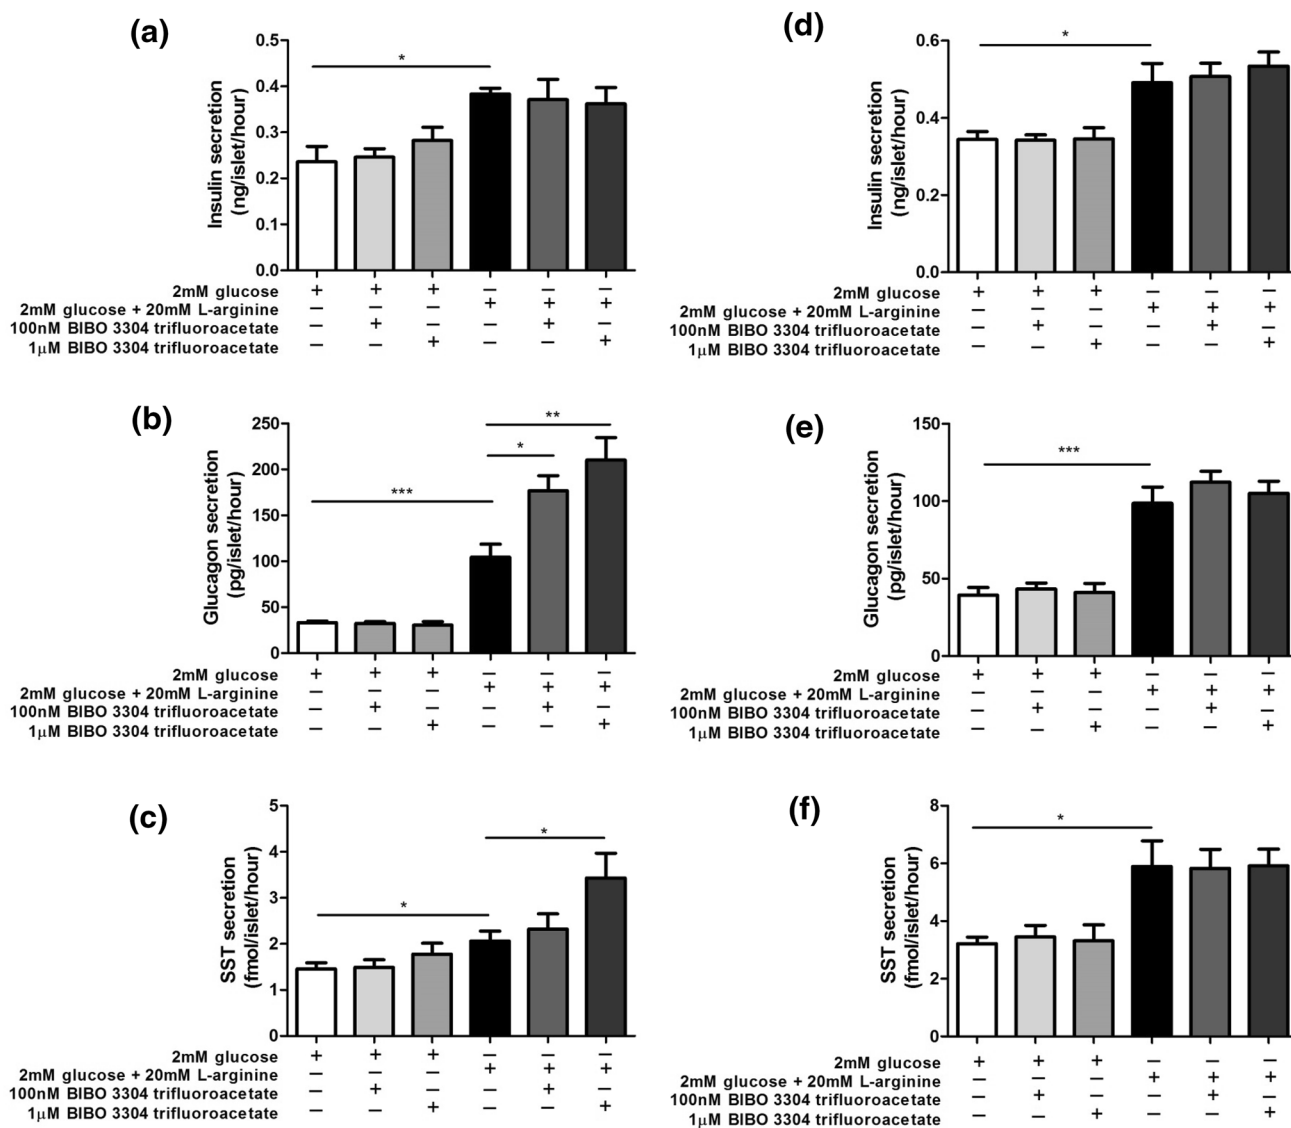 (a)
Insulin secretion
(ng/islet/hour)
0.5
0.4
0.3
0.2
0.1
0.0
*
2mM glucose + + + – – –
2mM glucose + 20mM L-arginine – – – + + +
100nM BIBO 3304 trifluoroacetate – + – – + –
1µM BIBO 3304 trifluoroacetate – – + – – +
(d)
Insulin secretion
(ng/islet/hour)
0.6
0.4
0.2
0.0
*
2mM glucose + + + – – –
2mM glucose + 20mM L-arginine – – – + + +
100nM BIBO 3304 trifluoroacetate – + – – + –
1µM BIBO 3304 trifluoroacetate – – + – – +
(b)
Glucagon secretion
(pg/islet/hour)
250
200
150
100
50
0
***
*
**
2mM glucose + + + – – –
2mM glucose + 20mM L-arginine – – – + + +
100nM BIBO 3304 trifluoroacetate – + – – + –
1µM BIBO 3304 trifluoroacetate – – + – – +
(e)
Glucagon secretion
(pg/islet/hour)
150
100
50
0
***
2mM glucose + + + – – –
2mM glucose + 20mM L-arginine – – – + + +
100nM BIBO 3304 trifluoroacetate – + – – + –
1µM BIBO 3304 trifluoroacetate – – + – – +
(c)
SST secretion
(fmol/islet/hour)
5
4
3
2
1
0
*
*
2mM glucose + + + – – –
2mM glucose + 20mM L-arginine – – – + + +
100nM BIBO 3304 trifluoroacetate – + – – + –
1µM BIBO 3304 trifluoroacetate – – + – – +
(f)
SST secretion
(fmol/islet/hour)
8
6
4
2
0
*
2mM glucose + + + – – –
2mM glucose + 20mM L-arginine – – – + + +
100nM BIBO 3304 trifluoroacetate – + – – + –
1µM BIBO 3304 trifluoroacetate – – + – – +